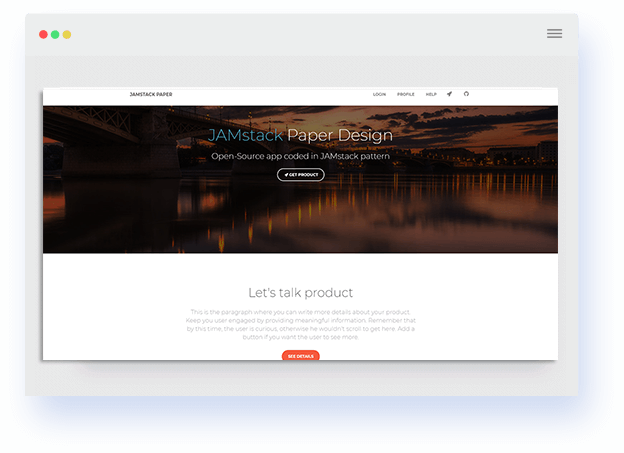 JAMSTACK PAPER
LOGIN PROFILE HELP
JAMstack Paper Design
Open-Source app coded in JAMstack pattern
GET PRODUCT
Let's talk product
This is the paragraph where you can write more details about your product.
Keep you user engaged by providing meaningful information. Remember that
by this time, the user is curious, otherwise he wouldn't scroll to get here. Add a
button if you want the user to see more.
SEE DETAILS